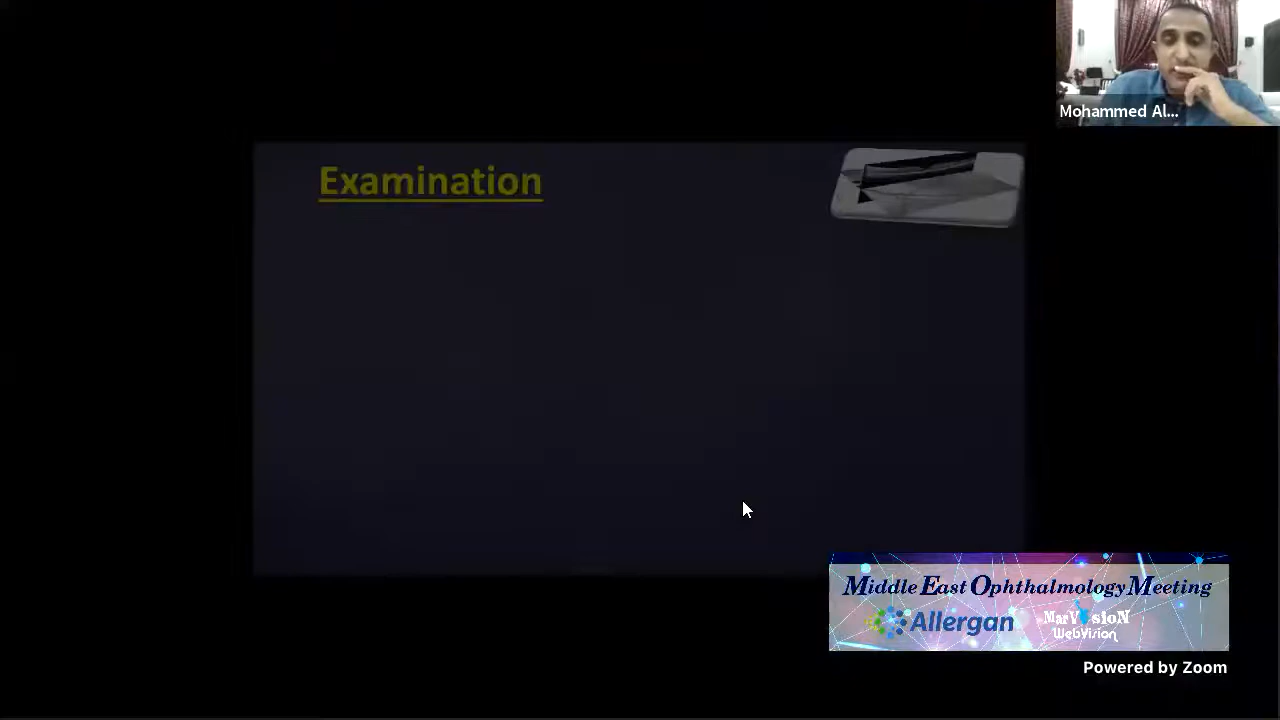 Mohammed Al...
Examination
Middle East Ophthalmology Meeting
Allergan
MarVisioN
WebVision
Powered by Zoom